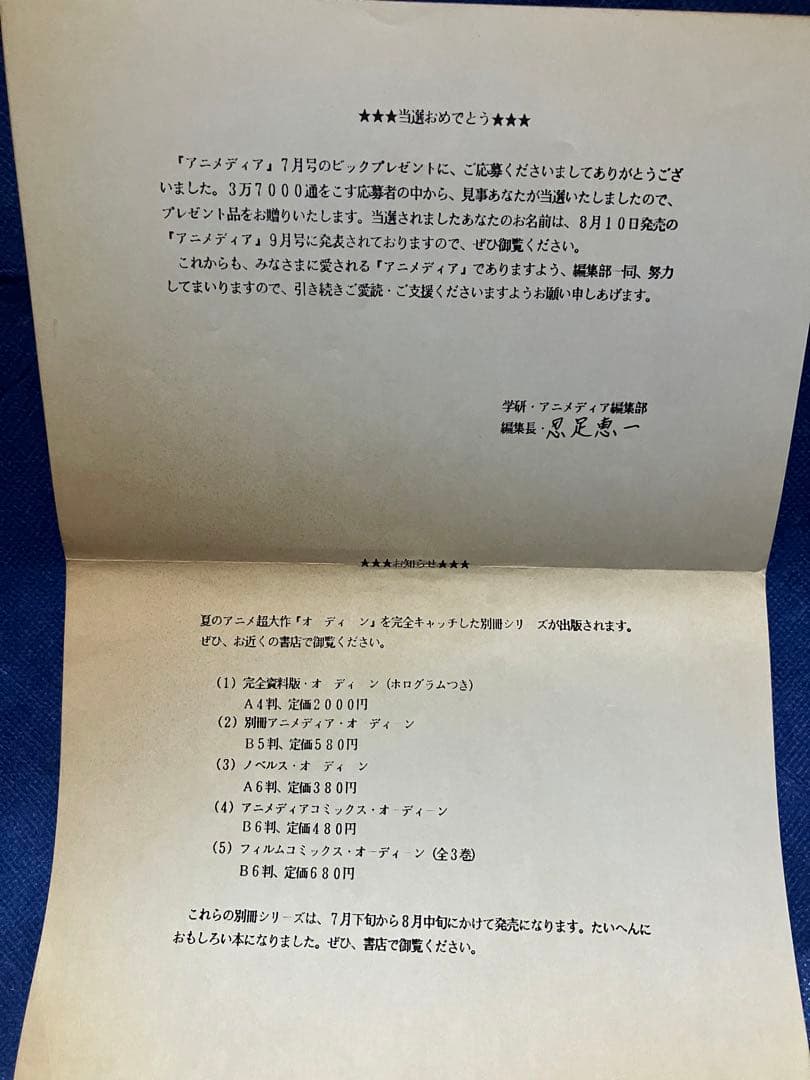 ★★★当選おめでとう★★★
『アニメディア』7月号のビックプレゼントに、ご応募くださいましてありがとうござ
いました。3万7000通をこす応募者の中から、見事あなたが当選いたしましたので、
プレゼント品をお贈りいたします。当選されましたあなたのお名前は、8月10日発売の
『アニメディア』9月号に発表されておりますので、ぜひ御覧ください。
これからも、みなさまに愛される『アニメディア』でありますよう、編集部一同、努力
してまいりますので、引き続きご愛読・ご支援くださいますようお願い申しあげます。
学研・アニメディア編集部
編集長・忍足恵一
★★★お知らせ★★★
夏のアニメ超大作『オーディーン』を完全キャッチした別冊シリーズが出版されます。
ぜひ、お近くの書店で御覧ください。
(1) 完全資料版・オーディーン (ホログラムつき)
A4判、定価2000円
(2) 別冊アニメディア・オーディーン
B5判、定価580円
(3) ノベルス・オーディーン
A6判、定価380円
(4) アニメディアコミックス・オーディーン
B6判、定価480円
(5) フィルムコミックス・オーディーン (全3巻)
B6判、定価680円
これらの別冊シリーズは、7月下旬から8月中旬にかけて発売になります。たいへんに
おもしろい本になりました。ぜひ、書店で御覧ください。